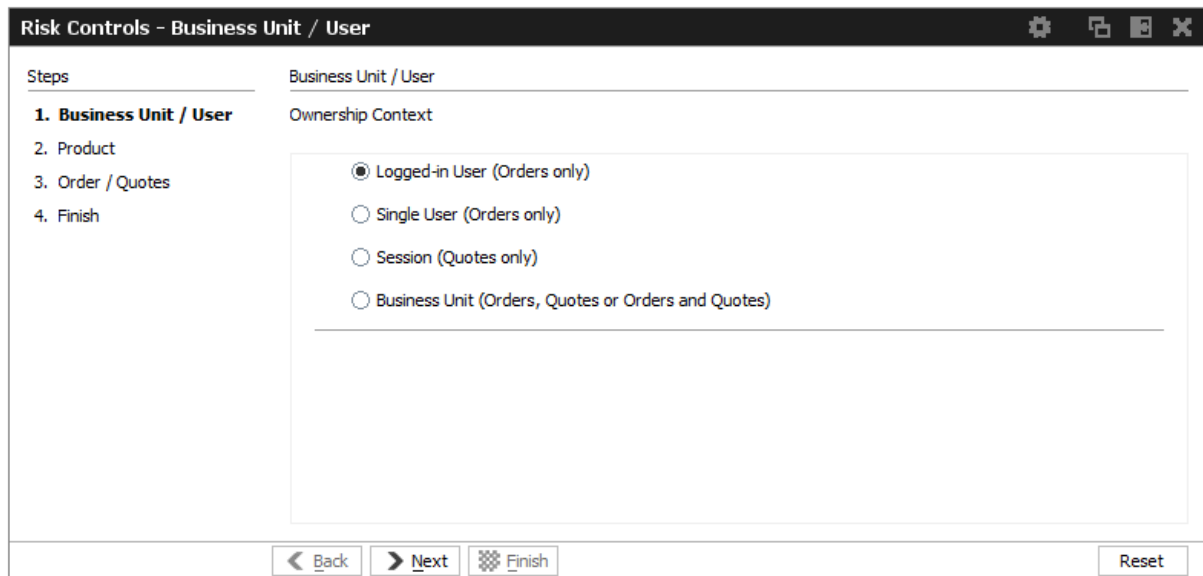 Risk Controls - Business Unit / User
Steps
1. Business Unit / User
2. Product
3. Order / Quotes
4. Finish
Business Unit / User
Ownership Context
Logged-in User (Orders only)
Single User (Orders only)
Session (Quotes only)
Business Unit (Orders, Quotes or Orders and Quotes)
Back Next Finish Reset